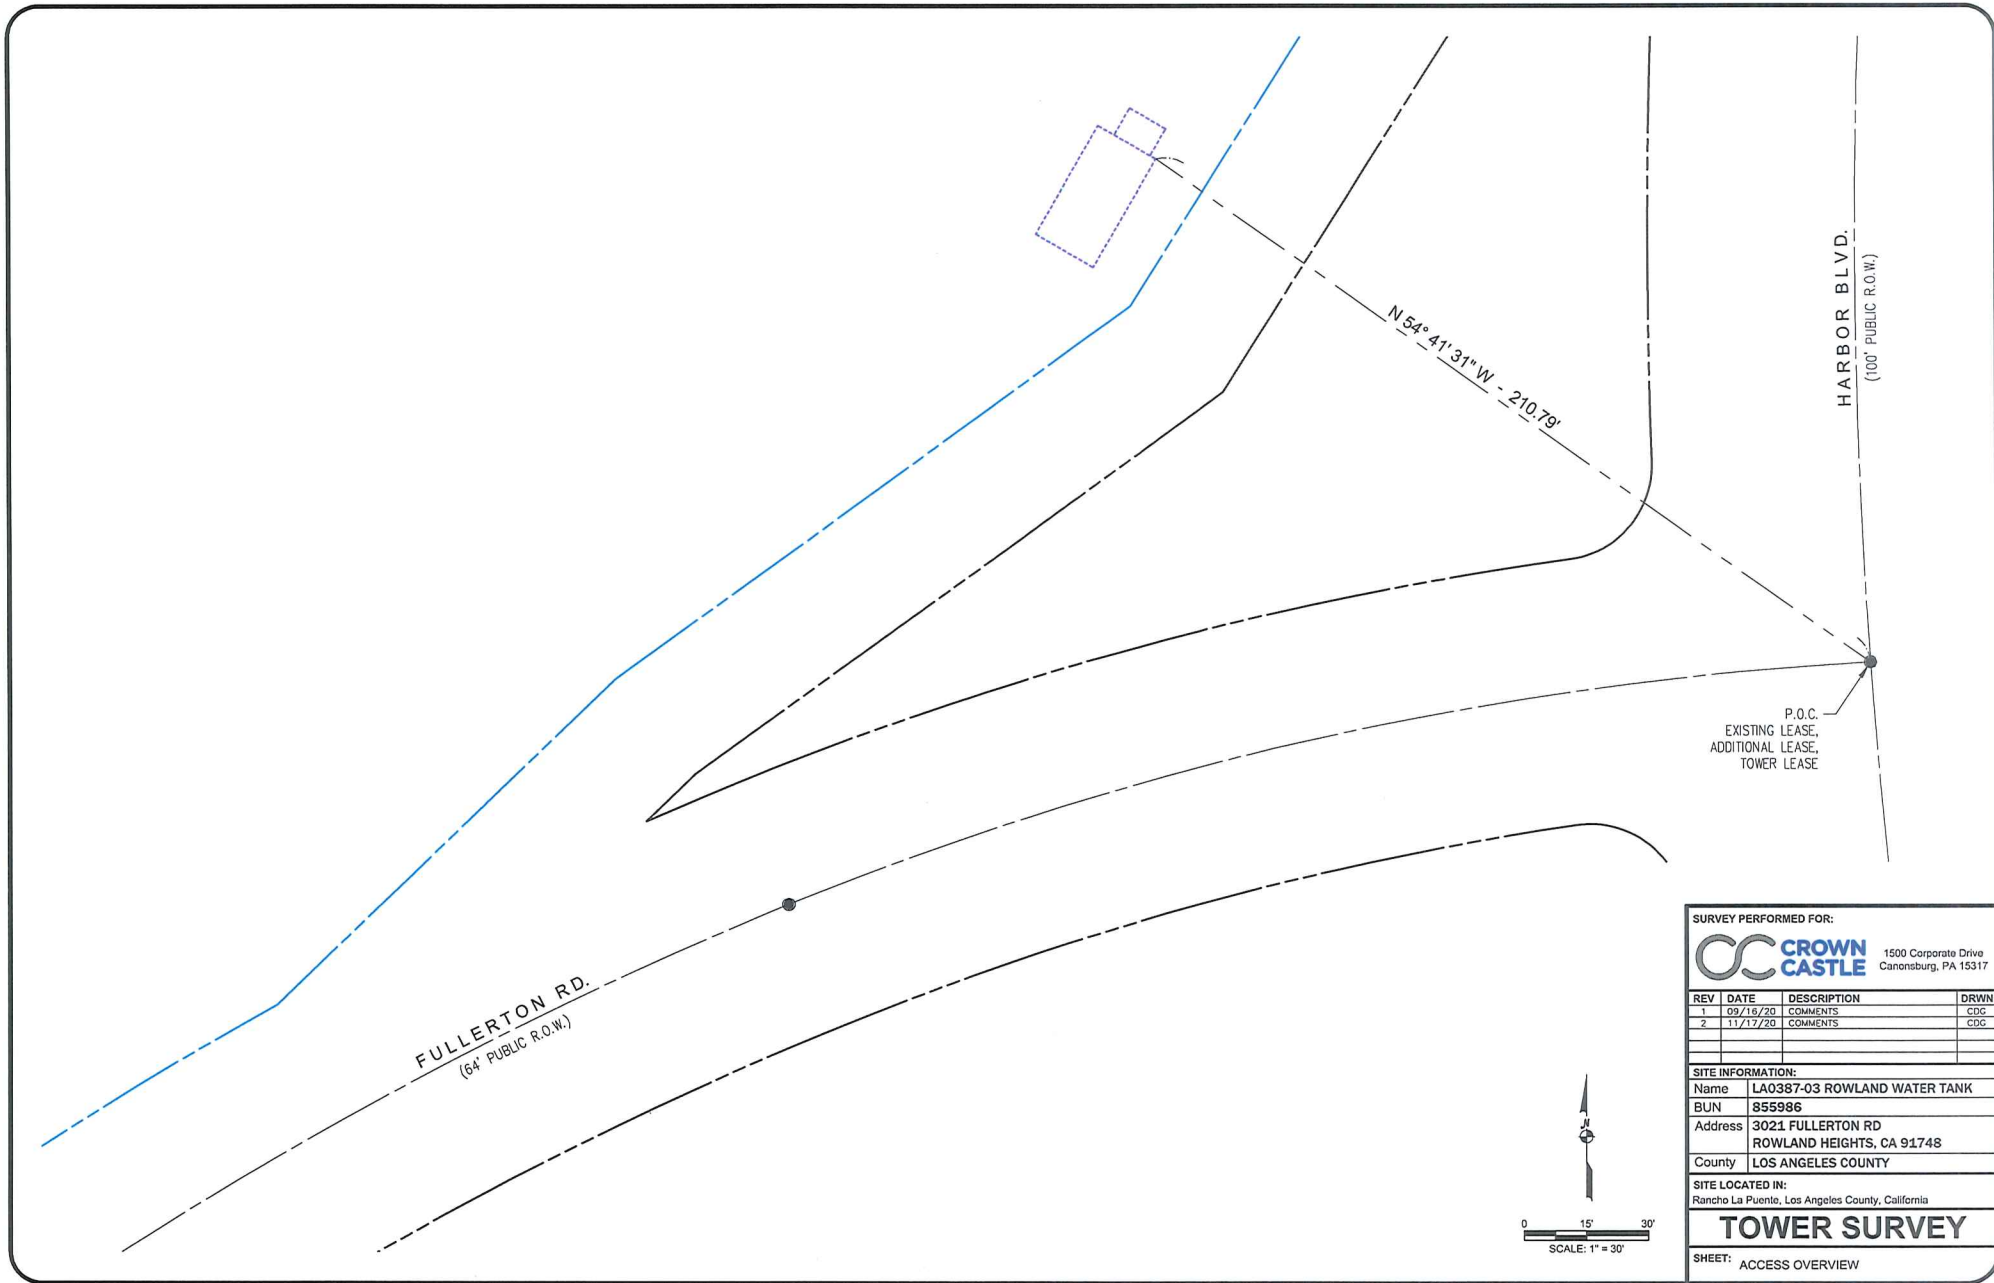 N 54° 41' 31" W - 210.79'
HARBOR BLVD.
(100' PUBLIC R.O.W.)
P.O.C.
EXISTING LEASE,
ADDITIONAL LEASE,
TOWER LEASE
FULLERTON RD.
(64' PUBLIC R.O.W.)
N
0 15' 30'
SCALE: 1" = 30'
SURVEY PERFORMED FOR:
CROWN
CASTLE
1500 Corporate Drive
Canonsburg, PA 15317
REV DATE DESCRIPTION DRWN
1 09/16/20 COMMENTS CDG
2 11/17/20 COMMENTS CDG
SITE INFORMATION:
Name LA0387-03 ROWLAND WATER TANK
BUN 855986
Address 3021 FULLERTON RD
ROWLAND HEIGHTS, CA 91748
County LOS ANGELES COUNTY
SITE LOCATED IN:
Rancho La Puente, Los Angeles County, California
TOWER SURVEY
SHEET: ACCESS OVERVIEW